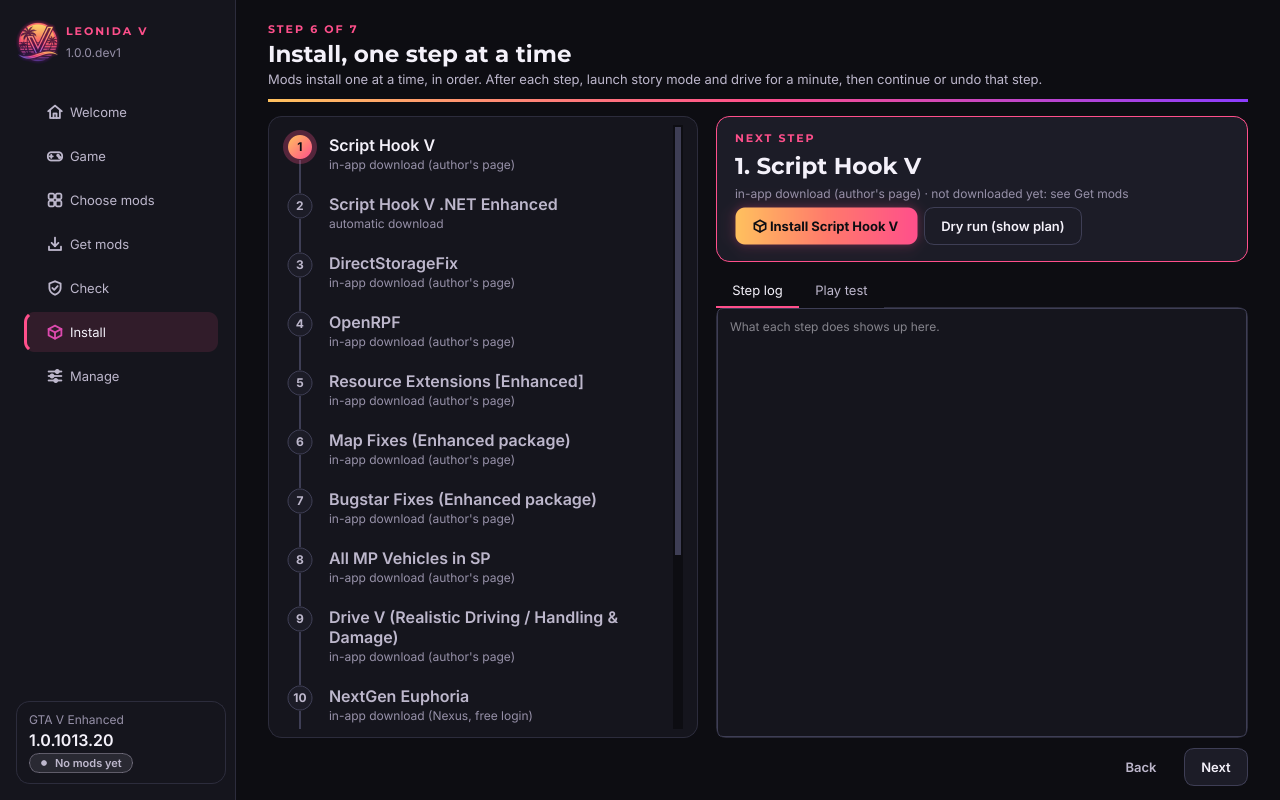 LEONIDA V
1.0.0.dev1
Welcome
Game
Choose mods
Get mods
Check
Install
Manage
GTA V Enhanced
1.0.1013.20
No mods yet
STEP 6 OF 7
Install, one step at a time
Mods install one at a time, in order. After each step, launch story mode and drive for a minute, then continue or undo that step.
1
Script Hook V
in-app download (author's page)
2
Script Hook V .NET Enhanced
automatic download
3
DirectStorageFix
in-app download (author's page)
4
OpenRPF
in-app download (author's page)
5
Resource Extensions [Enhanced]
in-app download (author's page)
6
Map Fixes (Enhanced package)
in-app download (author's page)
7
Bugstar Fixes (Enhanced package)
in-app download (author's page)
8
All MP Vehicles in SP
in-app download (author's page)
9
Drive V (Realistic Driving / Handling &
Damage)
in-app download (author's page)
10
NextGen Euphoria
in-app download (Nexus, free login)
NEXT STEP
1. Script Hook V
in-app download (author's page) · not downloaded yet: see Get mods
Install Script Hook V
Dry run (show plan)
Step log
Play test
What each step does shows up here.
Back
Next